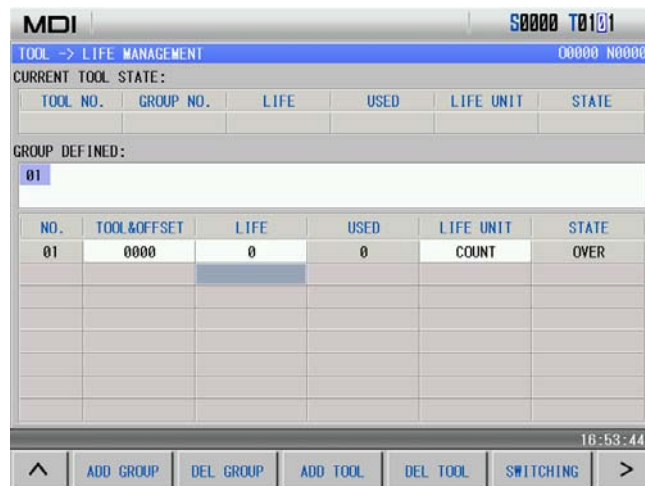 MDI S0000 T0101
TOOL -> LIFE MANAGEMENT O0000 N0000
CURRENT TOOL STATE:
TOOL NO. GROUP NO. LIFE USED LIFE UNIT STATE
GROUP DEFINED:
01
NO. TOOL&OFFSET LIFE USED LIFE UNIT STATE
01 0000 0 0 COUNT OVER
16:53:44
^ ADD GROUP DEL GROUP ADD TOOL DEL TOOL SWITCHING >